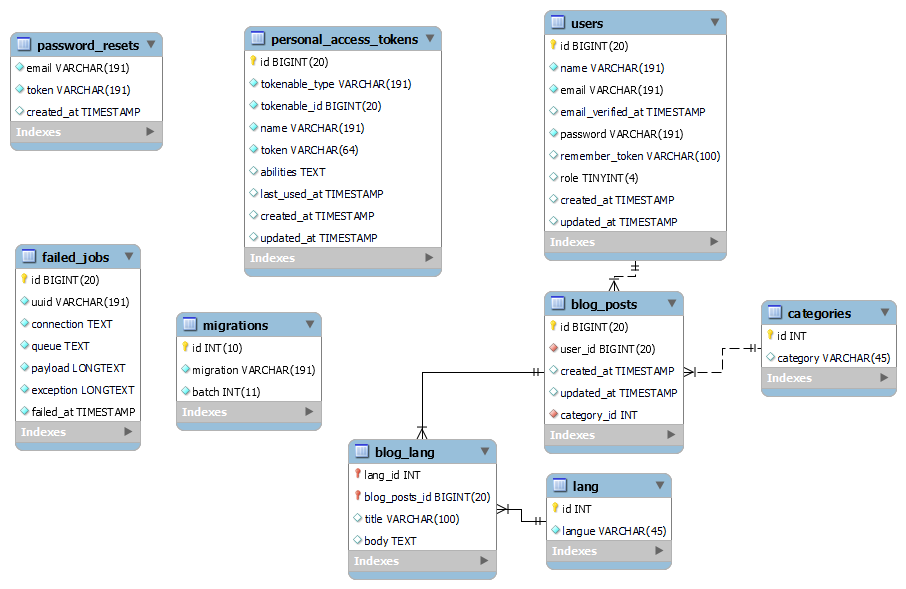 password_resets
email VARCHAR(191)
token VARCHAR(191)
created_at TIMESTAMP
Indexes
personal_access_tokens
id BIGINT(20)
tokenable_type VARCHAR(191)
tokenable_id BIGINT(20)
name VARCHAR(191)
token VARCHAR(64)
abilities TEXT
last_used_at TIMESTAMP
created_at TIMESTAMP
updated_at TIMESTAMP
Indexes
users
id BIGINT(20)
name VARCHAR(191)
email VARCHAR(191)
email_verified_at TIMESTAMP
password VARCHAR(191)
remember_token VARCHAR(100)
role TINYINT(4)
created_at TIMESTAMP
updated_at TIMESTAMP
Indexes
failed_jobs
id BIGINT(20)
uuid VARCHAR(191)
connection TEXT
queue TEXT
payload LONGTEXT
exception LONGTEXT
failed_at TIMESTAMP
Indexes
migrations
id INT(10)
migration VARCHAR(191)
batch INT(11)
Indexes
blog_posts
id BIGINT(20)
user_id BIGINT(20)
created_at TIMESTAMP
updated_at TIMESTAMP
category_id INT
Indexes
categories
id INT
category VARCHAR(45)
Indexes
blog_lang
lang_id INT
blog_posts_id BIGINT(20)
title VARCHAR(100)
body TEXT
Indexes
lang
id INT
langue VARCHAR(45)
Indexes